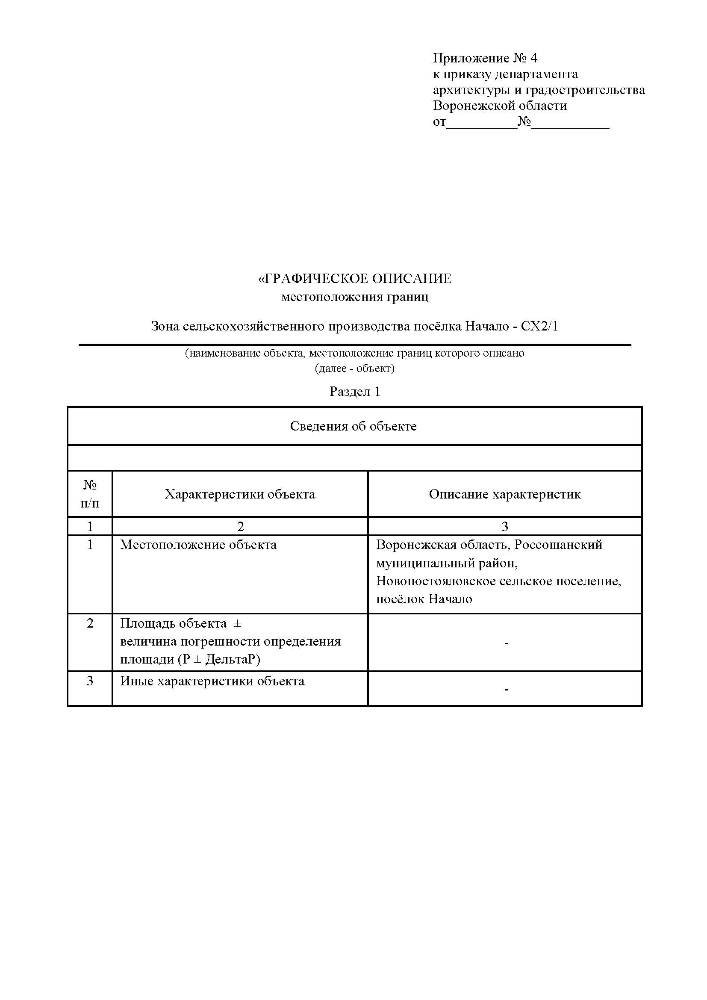 Приложение № 4
к приказу департамента
архитектуры и градостроительства
Воронежской области
от__________№___________
«ГРАФИЧЕСКОЕ ОПИСАНИЕ
местоположения границ
Зона сельскохозяйственного производства посёлка Начало - СХ2/1
(наименование объекта, местоположение границ которого описано
(далее - объект)
Раздел 1
Сведения об объекте
№
п/п
Характеристики объекта
Описание характеристик
1
2
3
1
Местоположение объекта
Воронежская область, Россошанский
муниципальный район,
Новопостояловское сельское поселение,
посёлок Начало
2
Площадь объекта ±
величина погрешности определения
площади (Р ± ДельтаР)
-
3
Иные характеристики объекта
-